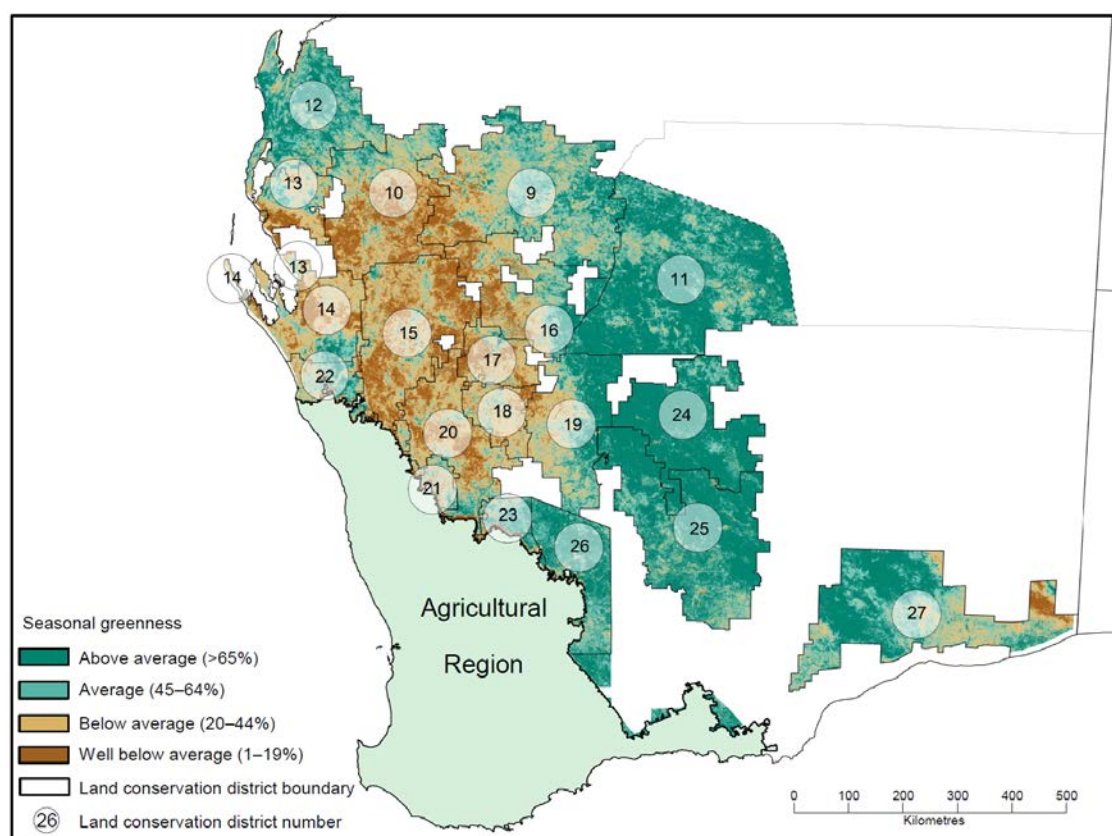 12
13
10
9
13
14
11
14
15
16
17
22
18
24
19
20
21
23
25
26
27
Agricultural
Region
Seasonal greenness
Above average (>65%)
Average (45–64%)
Below average (20–44%)
Well below average (1–19%)
Land conservation district boundary
26 Land conservation district number
0 100 200 300 400 500
Kilometres